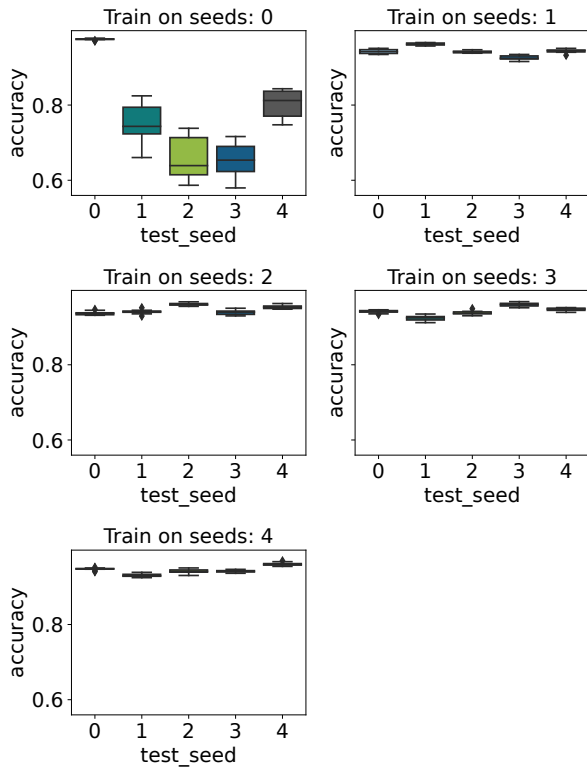 Train on seeds: 0
accuracy
0.8
0.6
0 1 2 3 4
test_seed
Train on seeds: 1
accuracy
0 1 2 3 4
test_seed
Train on seeds: 2
accuracy
0.8
0.6
0 1 2 3 4
test_seed
Train on seeds: 3
accuracy
0 1 2 3 4
test_seed
Train on seeds: 4
accuracy
0.8
0.6
0 1 2 3 4
test_seed